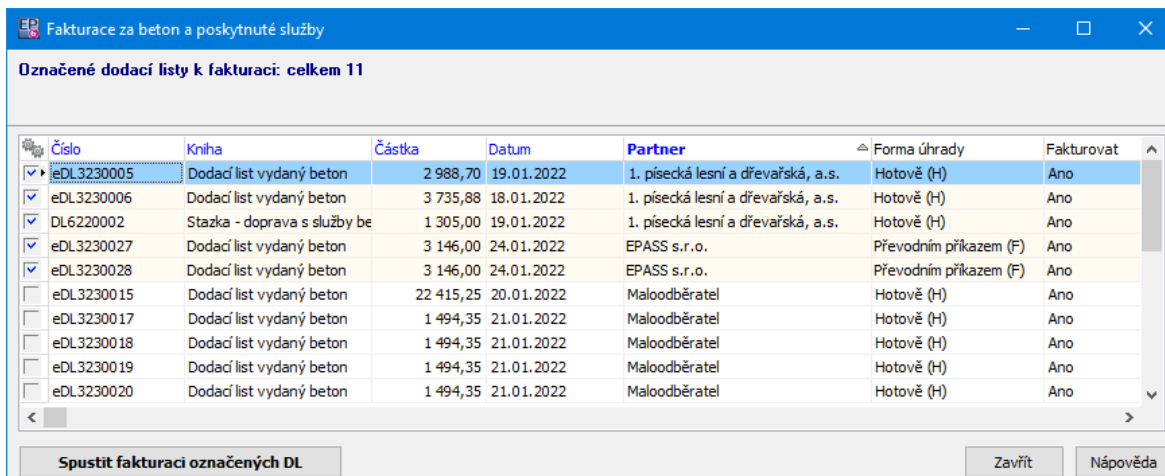 Fakturace za beton a poskytnuté služby
Označené dodací listy k fakturaci: celkem 11
Číslo Kniha Částka Datum Partner Forma úhrady Fakturovat
eDL3230005 Dodací list vydaný beton 2 988,70 19.01.2022 1. písecká lesní a dřevařská, a.s. Hotově (H) Ano
eDL3230006 Dodací list vydaný beton 3 735,88 18.01.2022 1. písecká lesní a dřevařská, a.s. Hotově (H) Ano
DL6220002 Stazka - doprava s služby be 1 305,00 19.01.2022 1. písecká lesní a dřevařská, a.s. Hotově (H) Ano
eDL3230027 Dodací list vydaný beton 3 146,00 24.01.2022 EPASS s.r.o. Převodním příkazem (F) Ano
eDL3230028 Dodací list vydaný beton 3 146,00 24.01.2022 EPASS s.r.o. Převodním příkazem (F) Ano
eDL3230015 Dodací list vydaný beton 22 415,25 20.01.2022 Maloodběratel Hotově (H) Ano
eDL3230017 Dodací list vydaný beton 1 494,35 21.01.2022 Maloodběratel Hotově (H) Ano
eDL3230018 Dodací list vydaný beton 1 494,35 21.01.2022 Maloodběratel Hotově (H) Ano
eDL3230019 Dodací list vydaný beton 1 494,35 21.01.2022 Maloodběratel Hotově (H) Ano
eDL3230020 Dodací list vydaný beton 1 494,35 21.01.2022 Maloodběratel Hotově (H) Ano
Spustit fakturaci označených DL Zavřít Nápověda